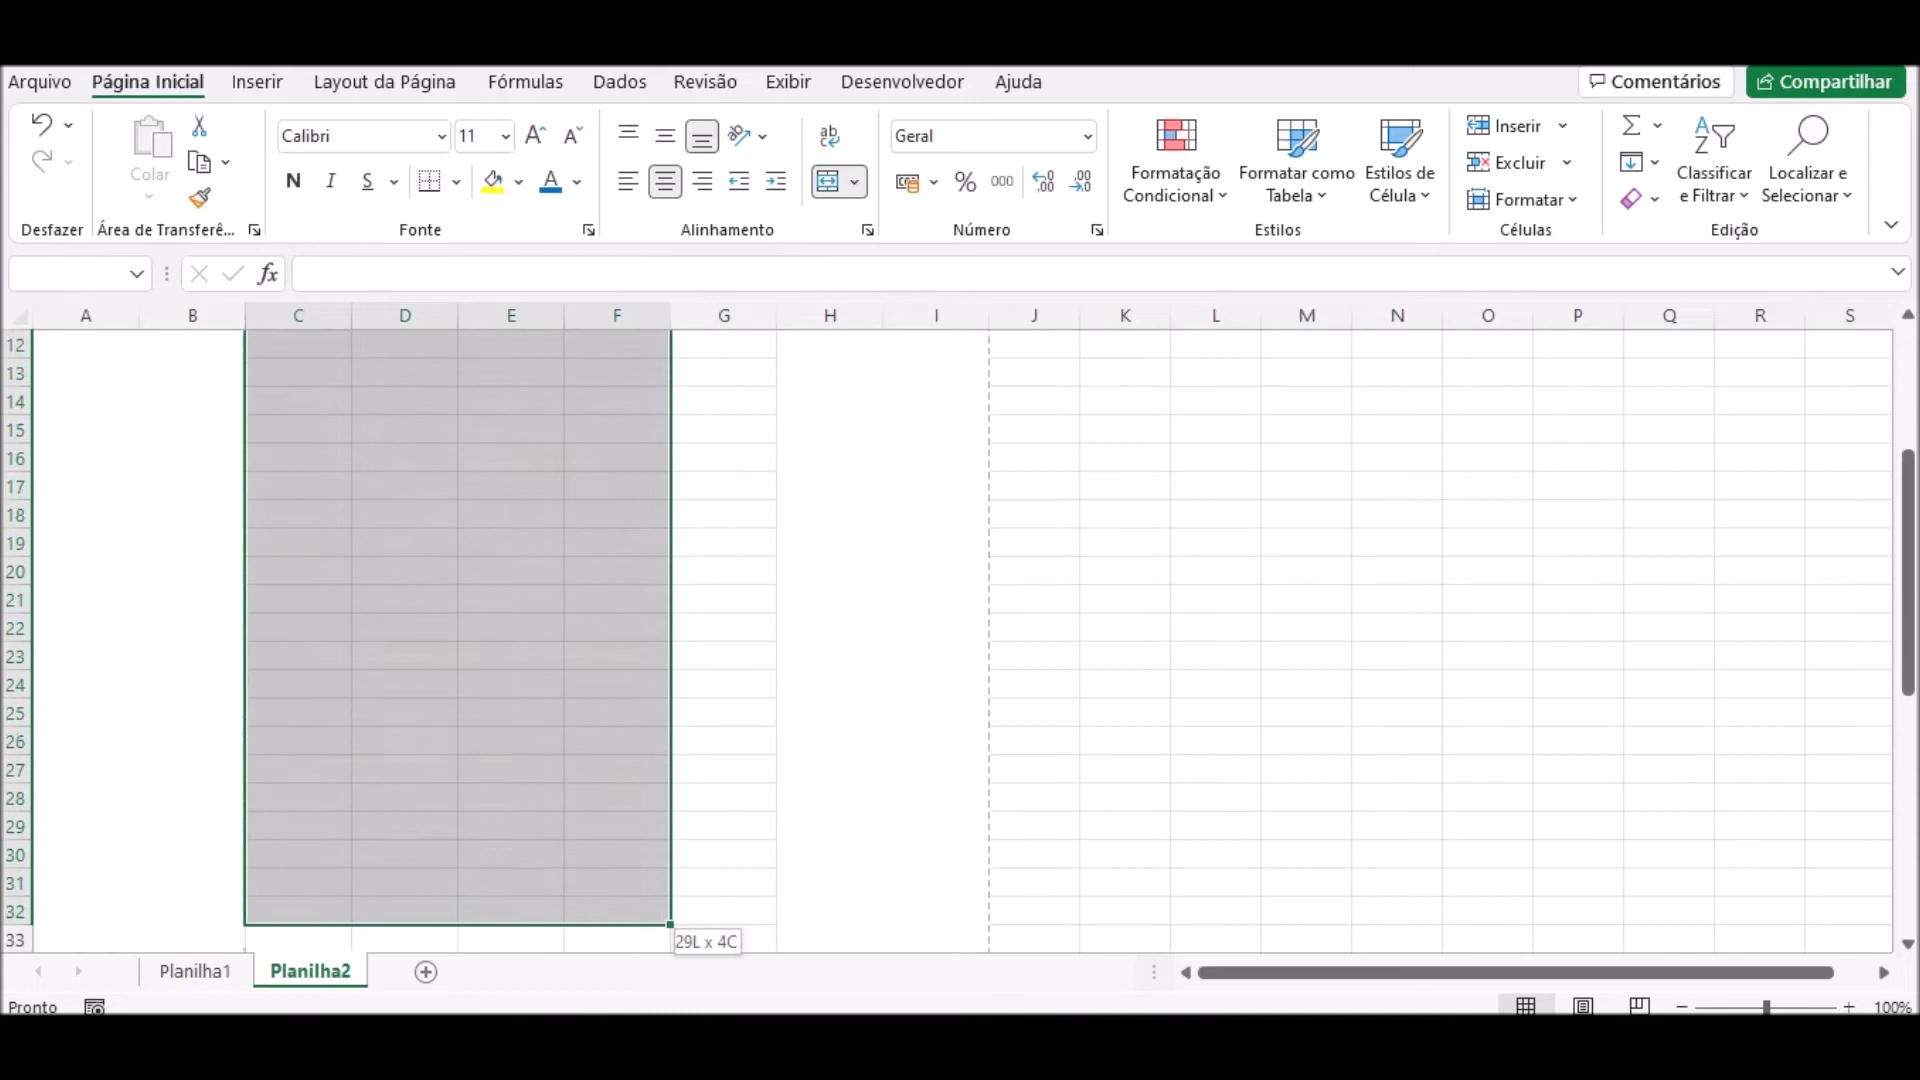 Arquivo Página Inicial Inserir Layout da Página Fórmulas Dados Revisão Exibir Desenvolvedor Ajuda Comentários Compartilhar
Colar
Calibri 11
N I S A
ab
Geral
% 000
Formatação Condicional
Formatar como Tabela
Estilos de Célula
Inserir
Excluir
Formatar
Classificar e Filtrar
Localizar e Selecionar
Desfazer Área de Transferê... Fonte Alinhamento Número Estilos Células Edição
fx
A B C D E F G H I J K L M N O P Q R S
12
13
14
15
16
17
18
19
20
21
22
23
24
25
26
27
28
29
30
31
32
33
29L x 4C
Planilha1 Planilha2
Pronto 100%